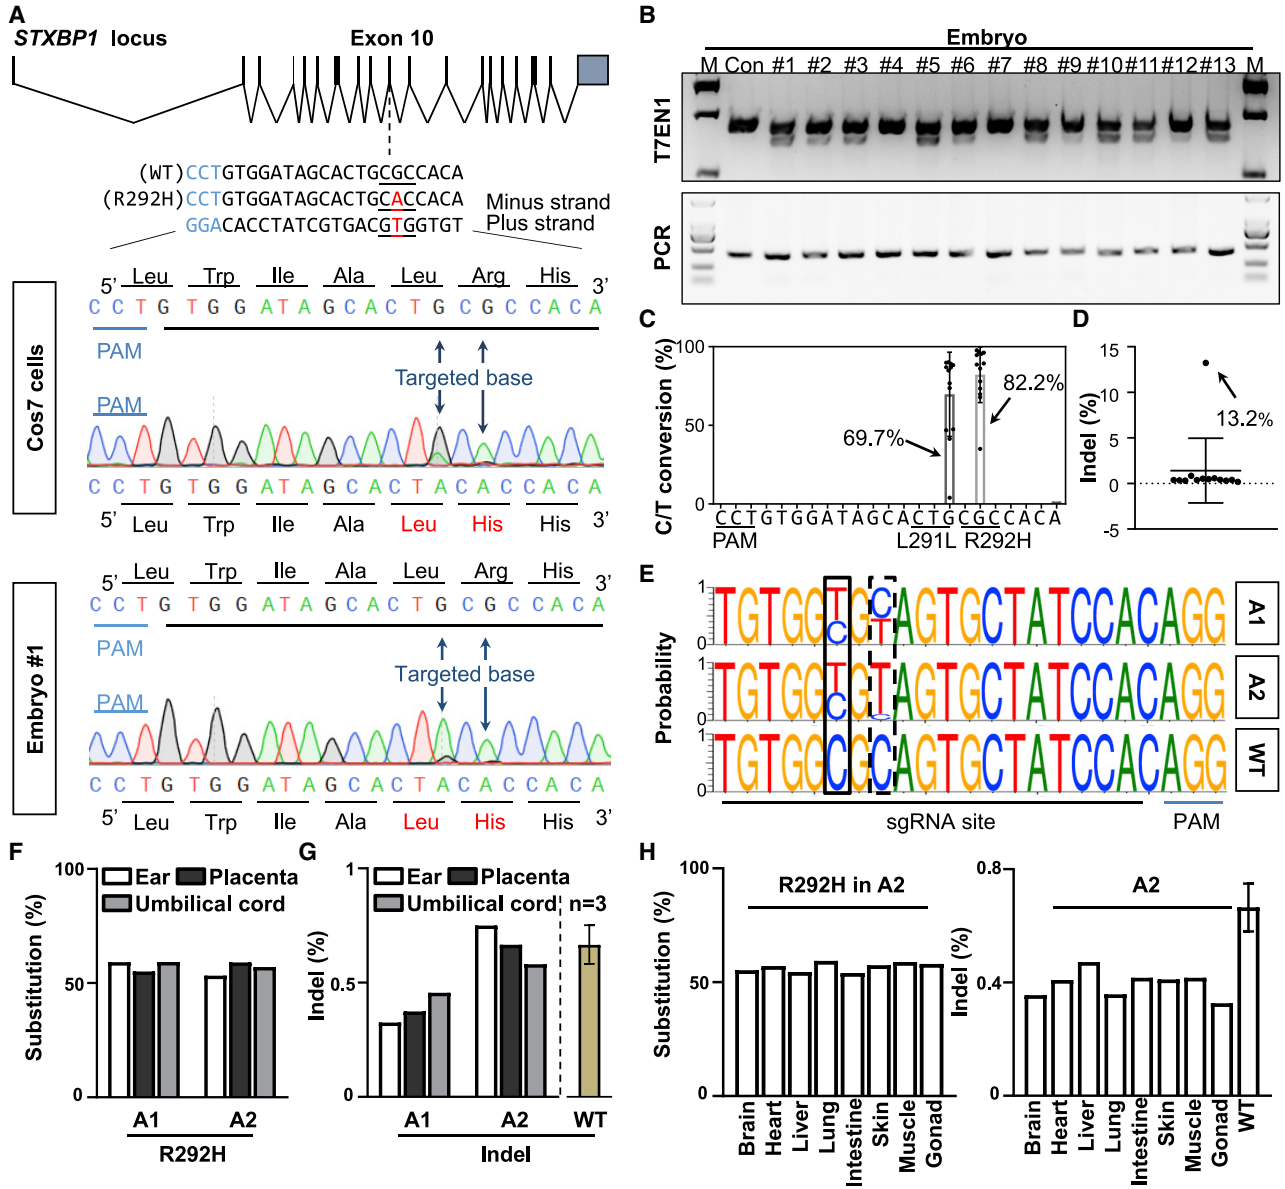 A
STXBP1 locus
Exon 10
(WT) CCTGTGGATAGCACTGCGCCACA
(R292H) CCTGTGGATAGCACTGCACCACA
Minus strand
GGACACCTATCGTGACGTGGTGT
Plus strand
Cos7 cells
5’ Leu Trp Ile Ala Leu Arg His 3’
C C T G T G G A T A G C A C T G C G C C A C A
PAM
Targeted base
PAM
C C T G T G G A T A G C A C T A C A C C A C A
5’ Leu Trp Ile Ala Leu His His 3’
Embryo #1
5’ Leu Trp Ile Ala Leu Arg His 3’
C C T G T G G A T A G C A C T G C G C C A C A
PAM
Targeted base
PAM
C C T G T G G A T A G C A C T A C A C C A C A
5’ Leu Trp Ile Ala Leu His His 3’
B
Embryo
M Con #1 #2 #3 #4 #5 #6 #7 #8 #9 #10 #11 #12 #13 M
T7EN1
PCR
C
C/T conversion (%)
100
50
0
69.7%
82.2%
C C T G T G G A T A G C A C T G C G C C A C A
PAM
L291L
R292H
D
Indel (%)
15
10
5
0
-5
13.2%
E
Probability
1
0
TGTGGTGCAGTGCTATCCACAGG
C T
A1
1
0
TGTGGTGTAGTGCTATCCACAGG
C C
A2
1
0
TGTGGCGCAGTGCTATCCACAGG
WT
sgRNA site
PAM
F
Substitution (%)
100
50
0
Ear Placenta
Umbilical cord
A1 A2
R292H
G
Indel (%)
1
0.5
0
Ear Placenta
Umbilical cord n=3
A1 A2 WT
Indel
H
Substitution (%)
100
50
0
R292H in A2
Brain
Heart
Liver
Lung
Intestine
Skin
Muscle
Gonad
Indel (%)
0.8
0.4
0
A2
Brain
Heart
Liver
Lung
Intestine
Skin
Muscle
Gonad
WT